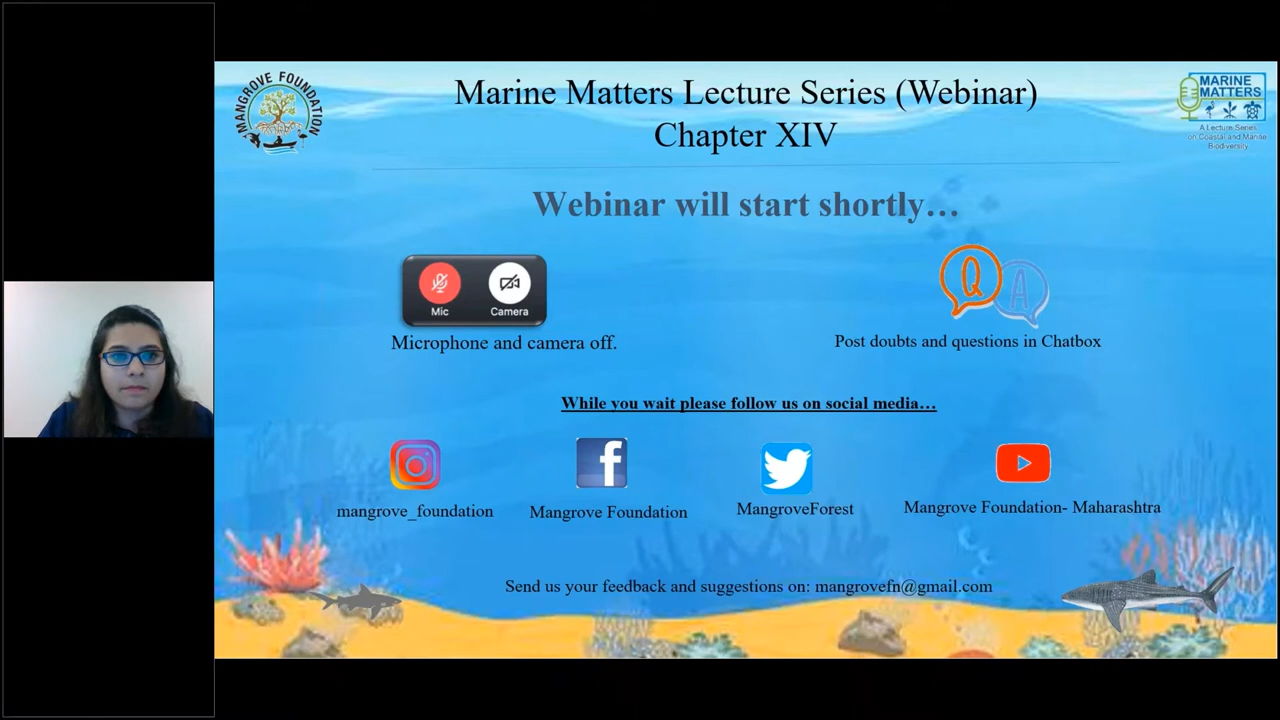 MANGROVE FOUNDATION
Marine Matters Lecture Series (Webinar)
Chapter XIV
MARINE
MATTERS
A Lecture Series
on Coastal and Marine
Biodiversity
Webinar will start shortly…
Mic
Camera
Q
A
Microphone and camera off.
Post doubts and questions in Chatbox
While you wait please follow us on social media…
mangrove_foundation
Mangrove Foundation
MangroveForest
Mangrove Foundation- Maharashtra
Send us your feedback and suggestions on: mangrovefn@gmail.com